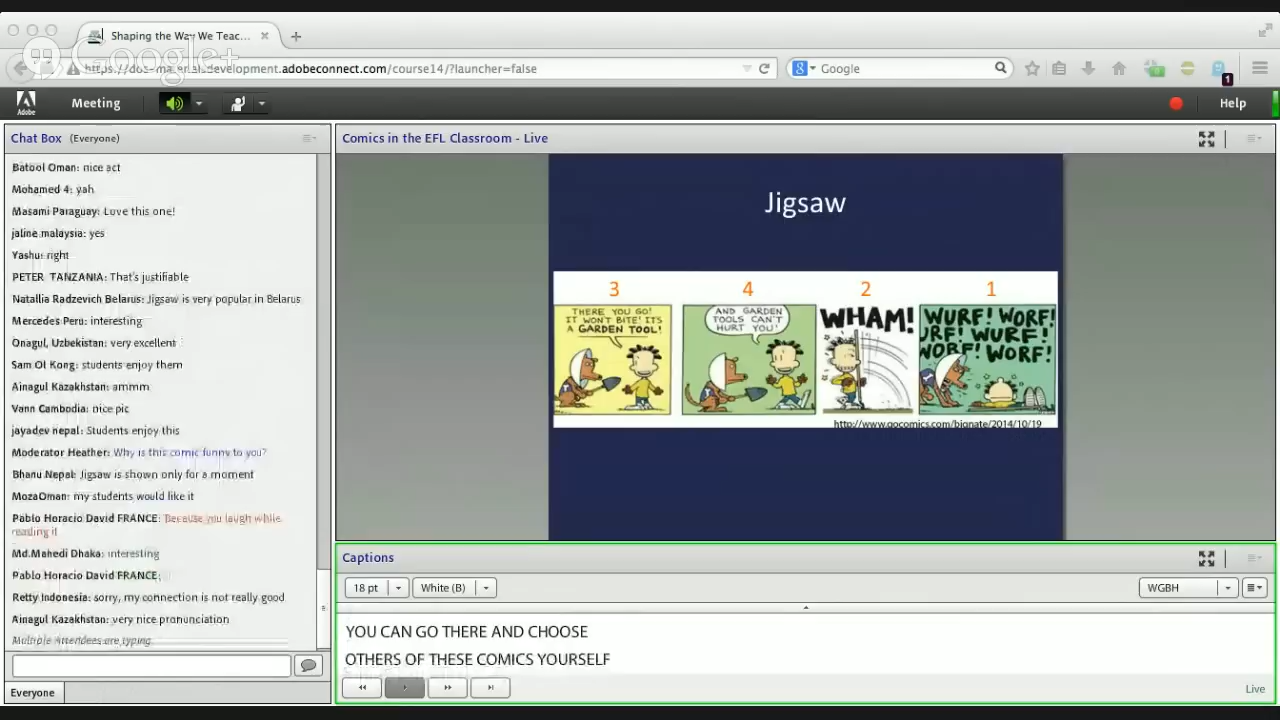 Shaping the Way We Teac...
Google+
adobeconnect.com/course14/?launcher=false
Google
1
Adobe
Meeting
Help
Chat Box (Everyone)
Batool Oman: nice act
Mohamed 4: yah
Masami Paraguay: Love this one!
jaline malaysia: yes
Yashu: right
PETER TANZANIA: That's justifiable
Natallia Radzevich Belarus: Jigsaw is very popular in Belarus
Mercedes Peru: interesting
Onagul, Uzbekistan: very excellent
Sam Ol Kong: students enjoy them
Ainagul Kazakhstan: ammm
Vann Cambodia: nice pic
jayadev nepal: Students enjoy this
Moderator Heather: Why is this comic funny to you?
Bhanu Nepal: Jigsaw is shown only for a moment
MozaOman: my students would like it
Pablo Horacio David FRANCE: Because you laugh while
reading it
Md.Mahedi Dhaka: interesting
Pablo Horacio David FRANCE:
Retty Indonesia: sorry, my connection is not really good
Ainagul Kazakhstan: very nice pronunciation
Multiple Attendees are typing
Everyone
Comics in the EFL Classroom - Live
Jigsaw
3 4 2 1
THERE YOU GO!
IT WON'T BITE! IT'S
A GARDEN TOOL!
AND GARDEN
TOOLS CAN'T
HURT YOU!
WHAM!
WURF! WORF!
URF! WURF!
WORF! WORF!
http://www.gocomics.com/bignate/2014/10/19
Captions
18 pt
White (B)
WGBH
YOU CAN GO THERE AND CHOOSE
OTHERS OF THESE COMICS YOURSELF
Live